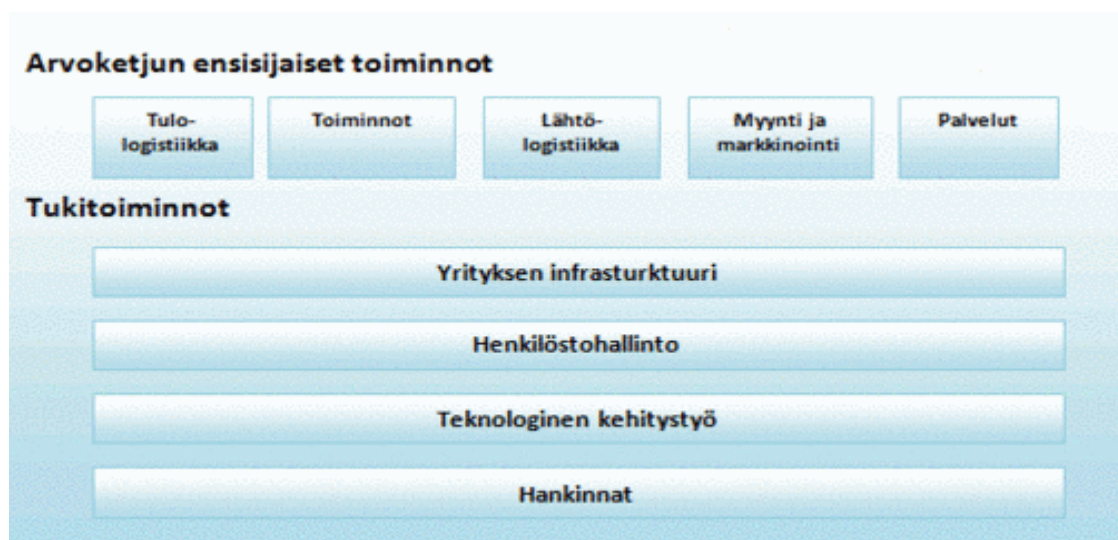 Arvoketjun ensisijaiset toiminnot
Tulo-
logistiikka
Toiminnot
Lähtö-
logistiikka
Myynti ja
markkinointi
Palvelut
Tukitoiminnot
Yrityksen infrasturktuuri
Henkilöstohallinto
Teknologinen kehitystyö
Hankinnat